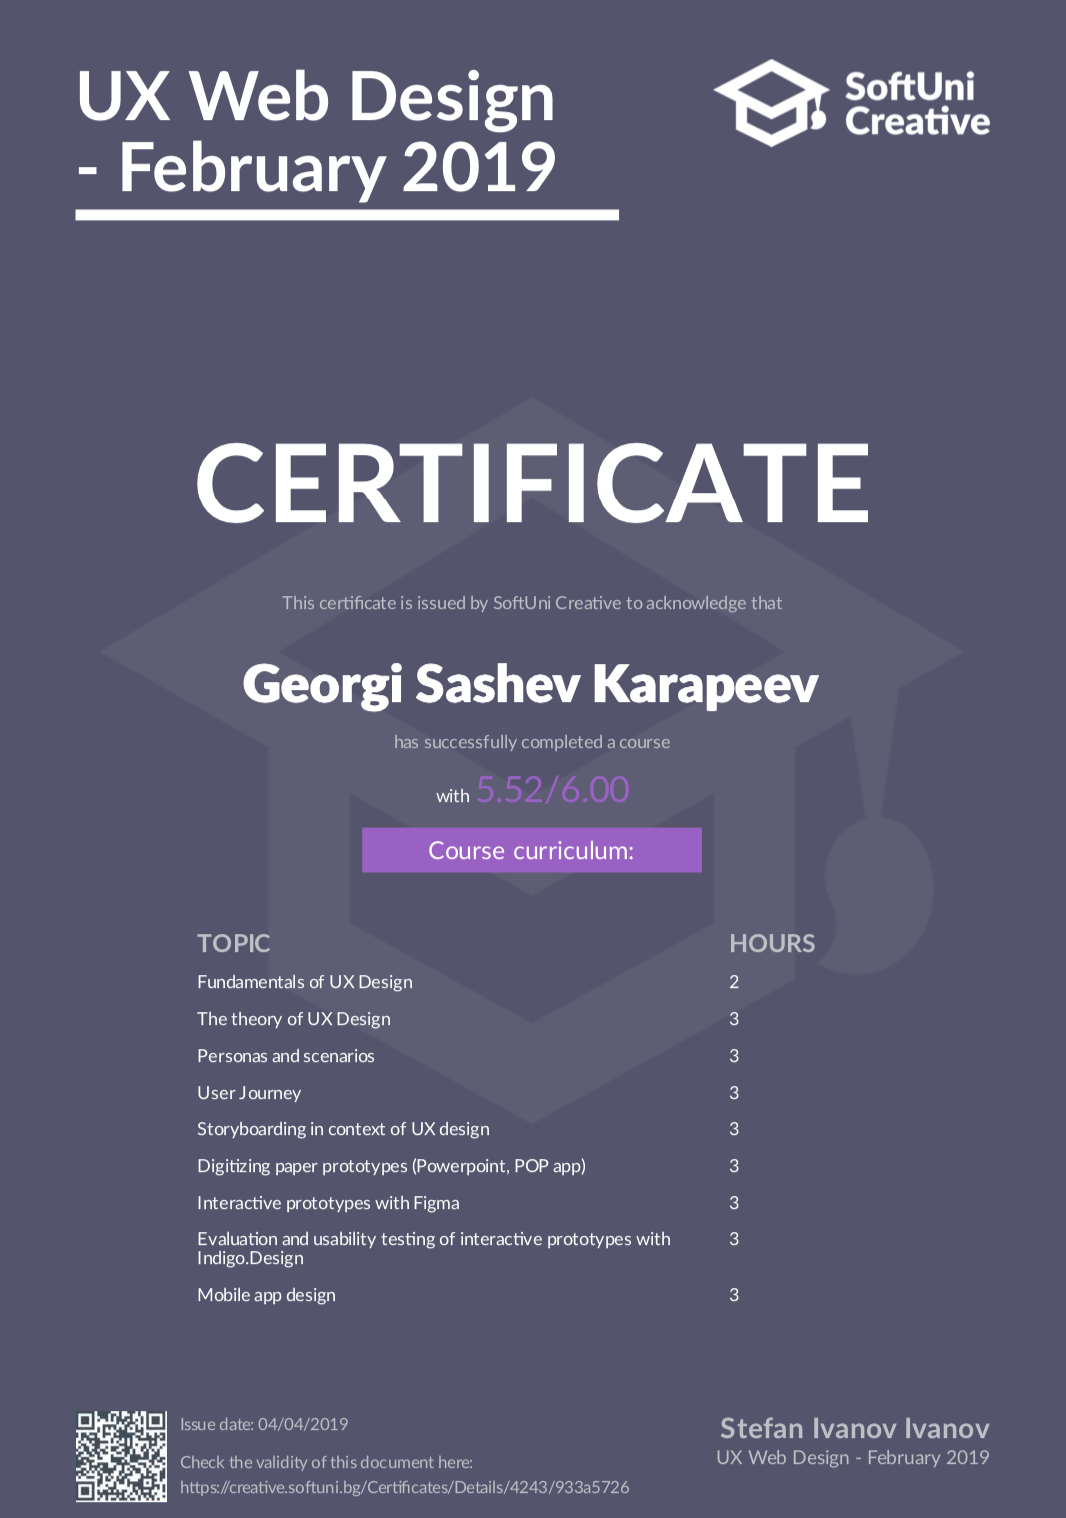 UX Web Design
- February 2019
SoftUni
Creative
CERTIFICATE
This certificate is issued by SoftUni Creative to acknowledge that
Georgi Sashev Karapeev
has successfully completed a course
with 5.52/6.00
Course curriculum:
TOPIC HOURS
Fundamentals of UX Design 2
The theory of UX Design 3
Personas and scenarios 3
User Journey 3
Storyboarding in context of UX design 3
Digitizing paper prototypes (Powerpoint, POP app) 3
Interactive prototypes with Figma 3
Evaluation and usability testing of interactive prototypes with 3
Indigo.Design
Mobile app design 3
Issue date: 04/04/2019
Check the validity of this document here:
https://creative.softuni.bg/Certificates/Details/4243/933a5726
Stefan Ivanov Ivanov
UX Web Design - February 2019